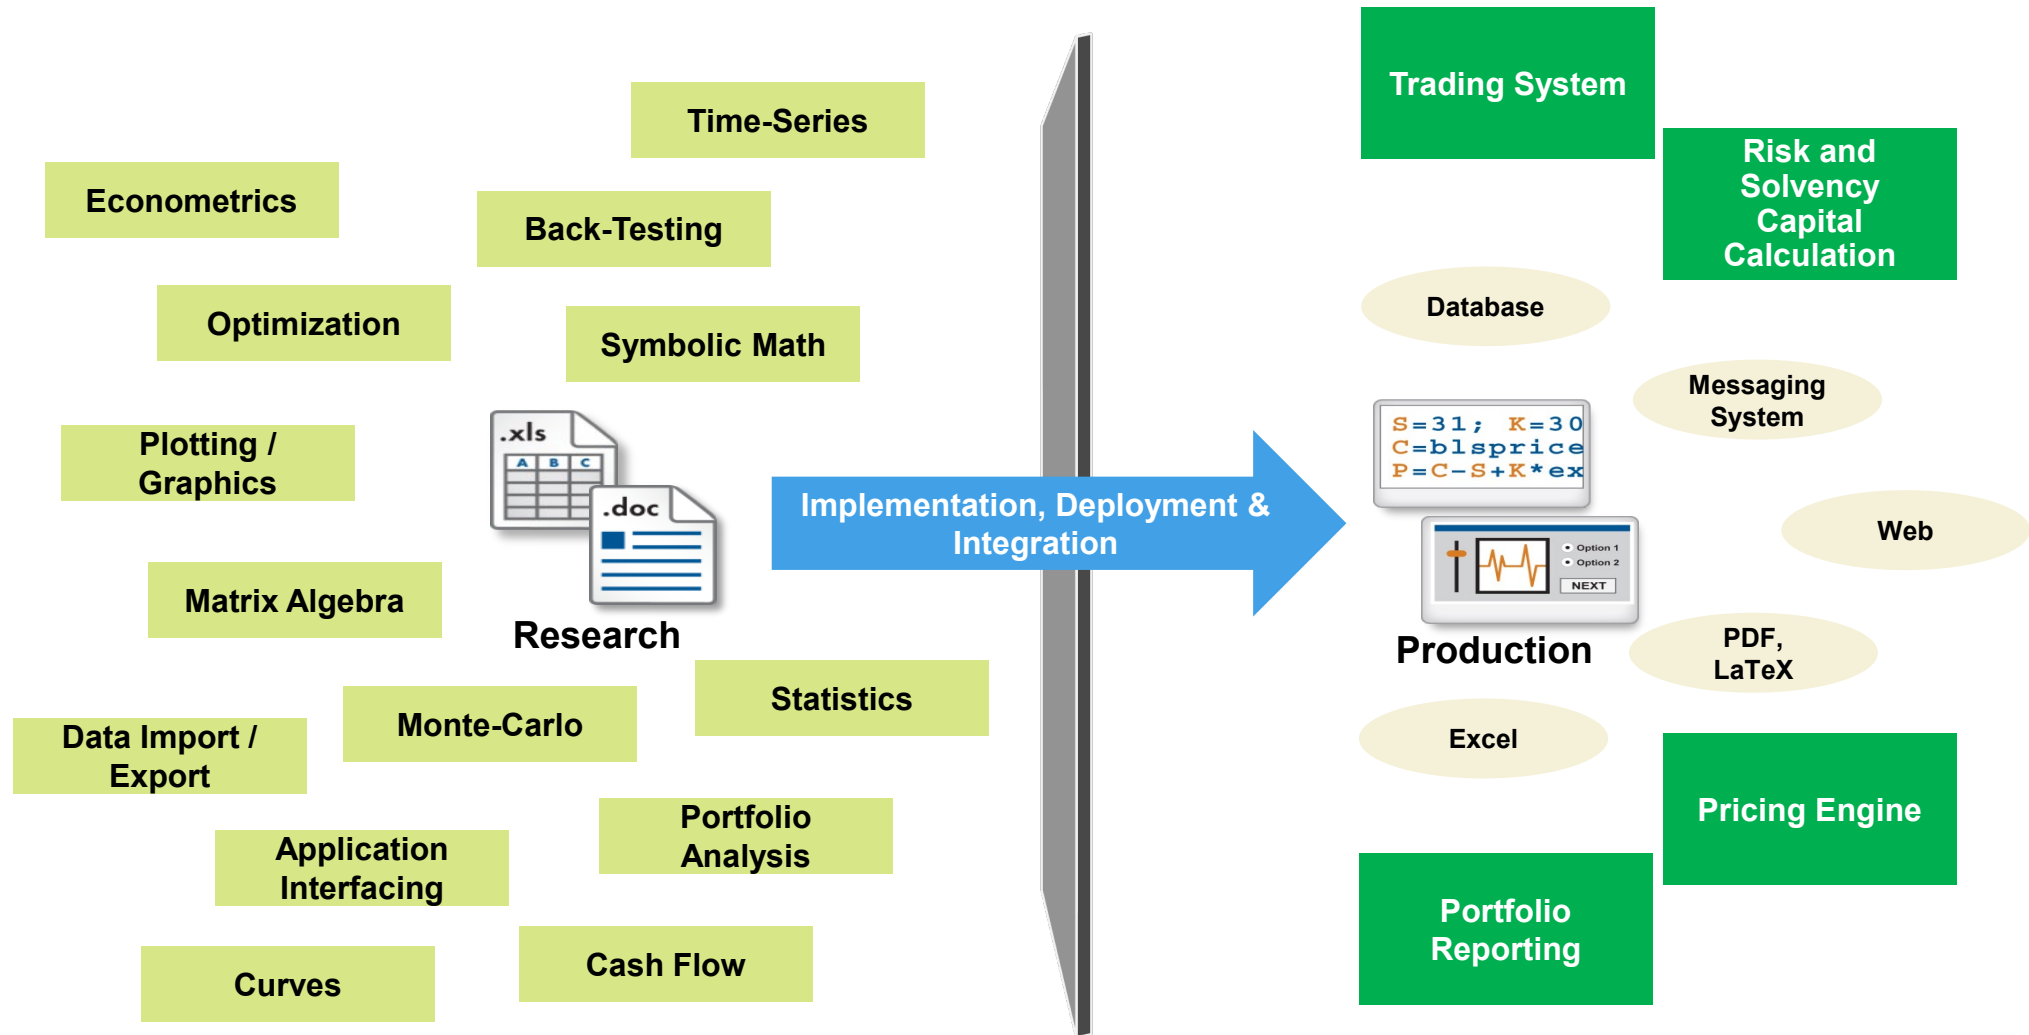 Time-Series
Econometrics
Back-Testing
Optimization
Symbolic Math
Plotting /
Graphics
.xls
A B C
.doc
Research
Matrix Algebra
Statistics
Monte-Carlo
Data Import /
Export
Portfolio
Analysis
Application
Interfacing
Cash Flow
Curves
Implementation, Deployment &
Integration
Trading System
Risk and
Solvency
Capital
Calculation
Database
Messaging
System
S=31; K=30
C=blsprice
P=C-S+K*ex
Web
Option 1
Option 2
NEXT
Production
PDF,
LaTeX
Excel
Pricing Engine
Portfolio
Reporting